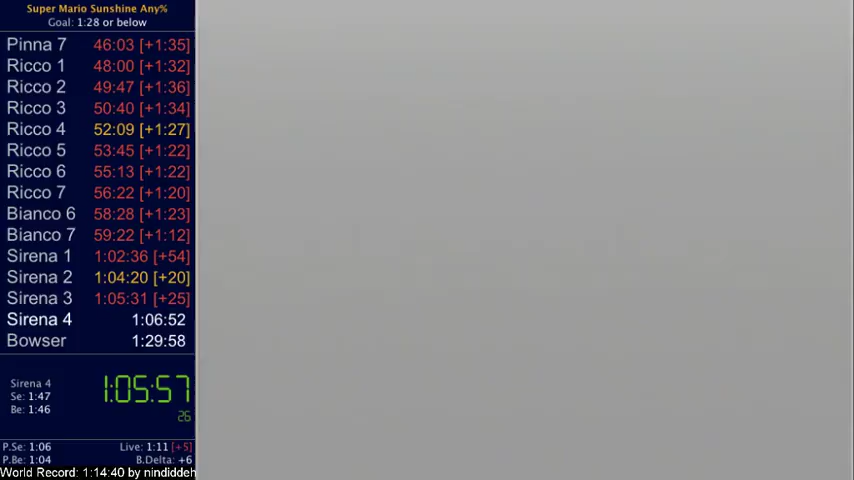 Super Mario Sunshine Any%
Goal: 1:28 or below
Pinna 7 46:03 [+1:35]
Ricco 1 48:00 [+1:32]
Ricco 2 49:47 [+1:36]
Ricco 3 50:40 [+1:34]
Ricco 4 52:09 [+1:27]
Ricco 5 53:45 [+1:22]
Ricco 6 55:13 [+1:22]
Ricco 7 56:22 [+1:20]
Bianco 6 58:28 [+1:23]
Bianco 7 59:22 [+1:12]
Sirena 1 1:02:36 [+54]
Sirena 2 1:04:20 [+20]
Sirena 3 1:05:31 [+25]
Sirena 4 1:06:52
Bowser 1:29:58
Sirena 4
Se: 1:47
Be: 1:46
1:05:57
26
P.Se: 1:06 Live: 1:11 [+5]
P.Be: 1:04 B.Delta: +6
World Record: 1:14:40 by nindiddeh